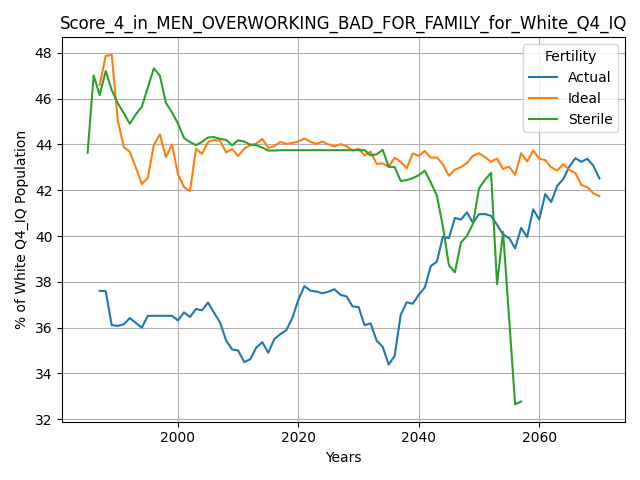 Score_4_in_MEN_OVERWORKING_BAD_FOR_FAMILY_for_White_Q4_IQ
% of White Q4_IQ Population
48
46
44
42
40
38
36
34
32
Fertility
Actual
Ideal
Sterile
2000
2020
2040
2060
Years